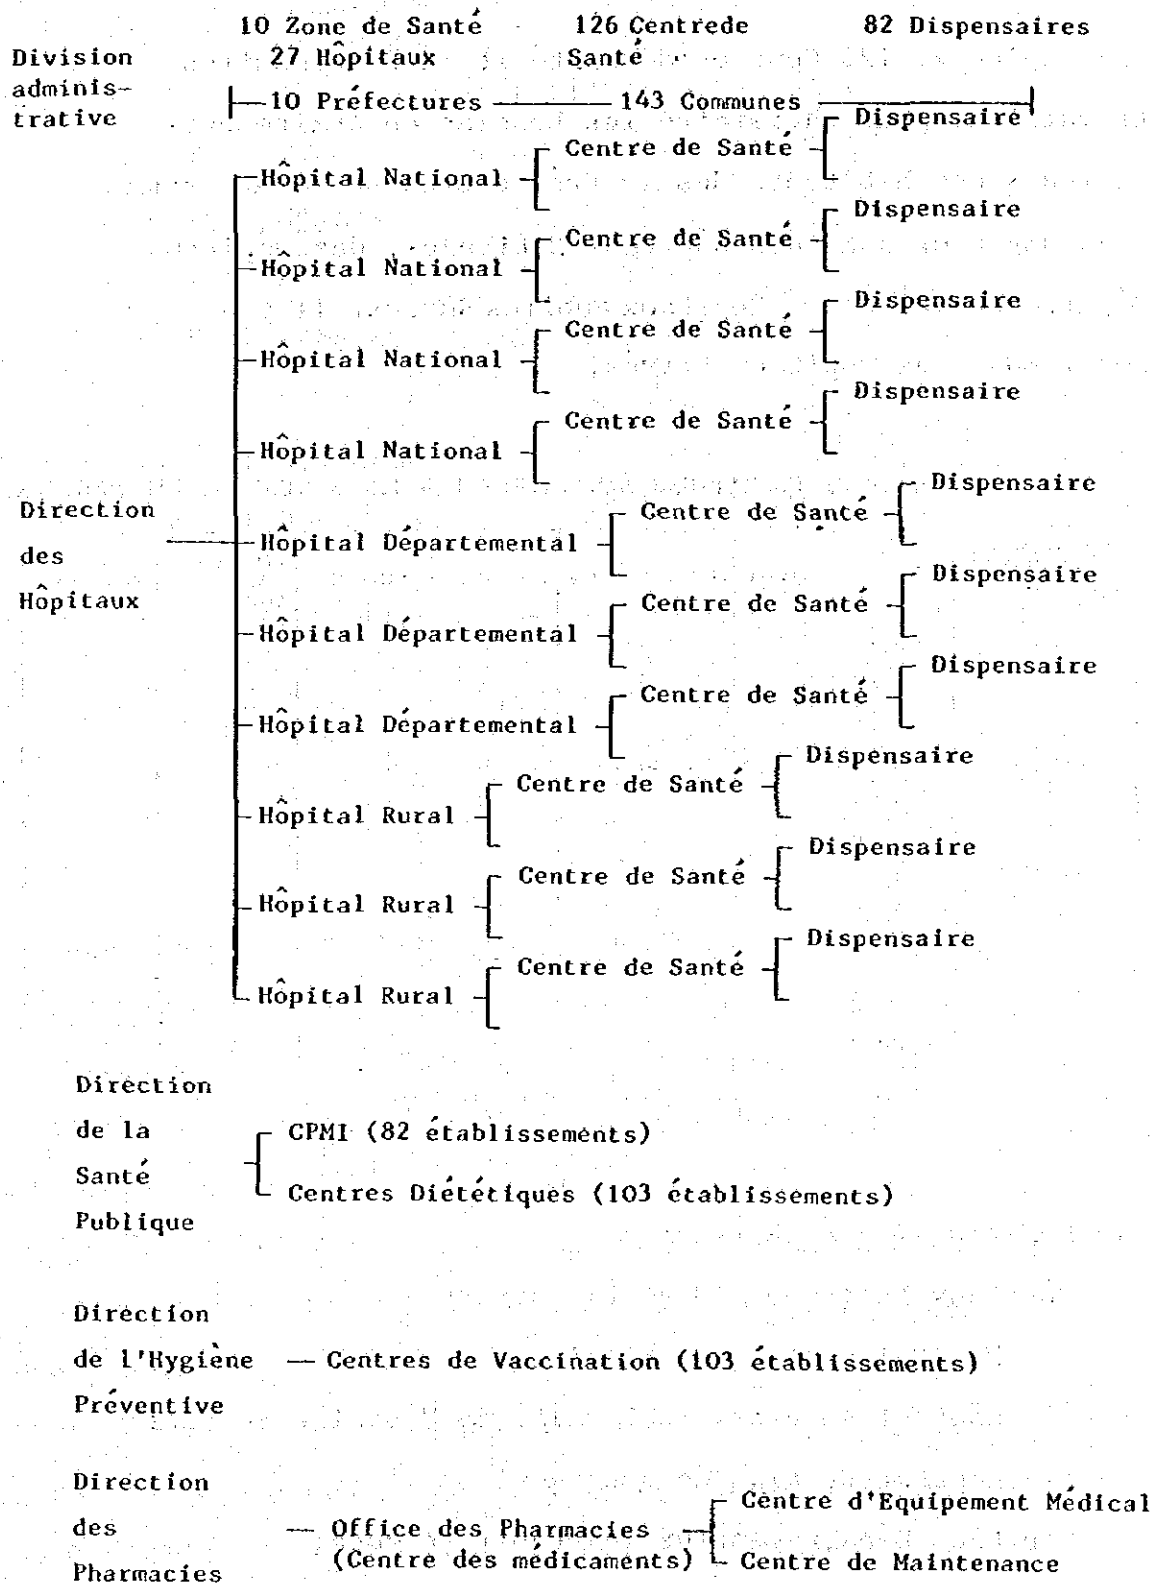 10 Zone de Santé 126 Centrede 82 Dispensaires
Division 27 Hôpitaux Santé
adminis-
10 Préfectures 143 Communes
trative
Dispensaire
Centre de Santé
Hôpital National
Dispensaire
Centre de Santé
Hôpital National
Dispensaire
Centre de Santé
Hôpital National
Dispensaire
Centre de Santé
Hôpital National
Dispensaire
Direction Centre de Santé
Hôpital Départemental
des
Dispensaire
Hôpitaux Centre de Santé
Hôpital Départemental
Dispensaire
Centre de Santé
Hôpital Départemental
Dispensaire
Centre de Santé
Hôpital Rural
Dispensaire
Centre de Santé
Hôpital Rural
Dispensaire
Centre de Santé
Hôpital Rural
Direction
de la CPMI (82 établissements)
Santé
Centres Diététiques (103 établissements)
Publique
Direction
de l'Hygiène — Centres de Vaccination (103 établissements)
Préventive
Direction
Centre d'Equipement Médical
des — Office des Pharmacies
(Centre des médicaments) Centre de Maintenance
Pharmacies